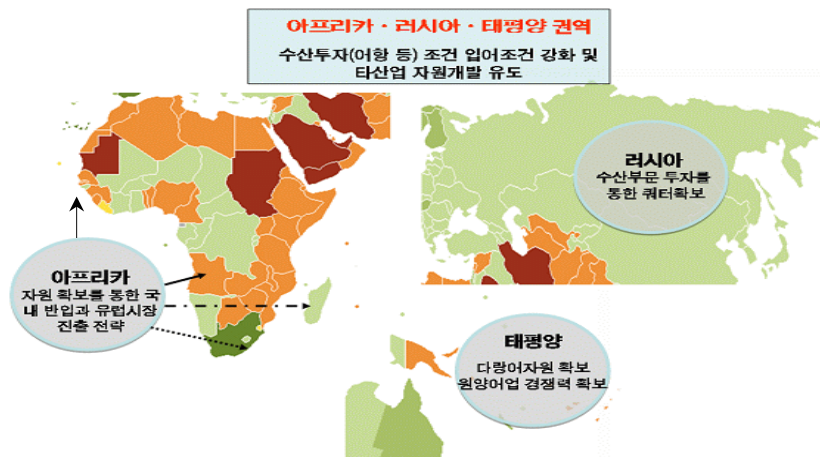 아프리카 · 러시아 · 태평양 권역
수산투자(어항 등) 조건 입어조건 강화 및
타산업 자원개발 유도
러시아
수산부문 투자를
통한 쿼터확보
아프리카
자원 확보를 통한 국
내 반입과 유럽시장
진출 전략
태평양
다랑어자원 확보
원양어업 경쟁력 확보